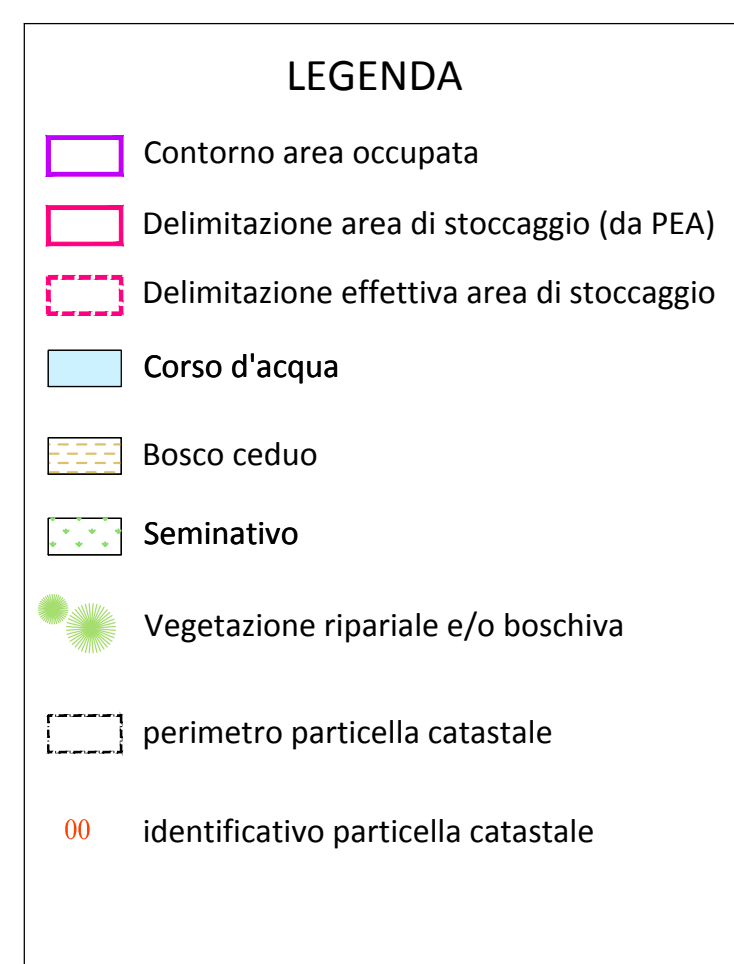 LEGENDA
Contorno area occupata
Delimitazione area di stoccaggio (da PEA)
Delimitazione effettiva area di stoccaggio
Corso d'acqua
Bosco ceduo
Seminativo
Vegetazione ripariale e/o boschiva
perimetro particella catastale
00 identificativo particella catastale